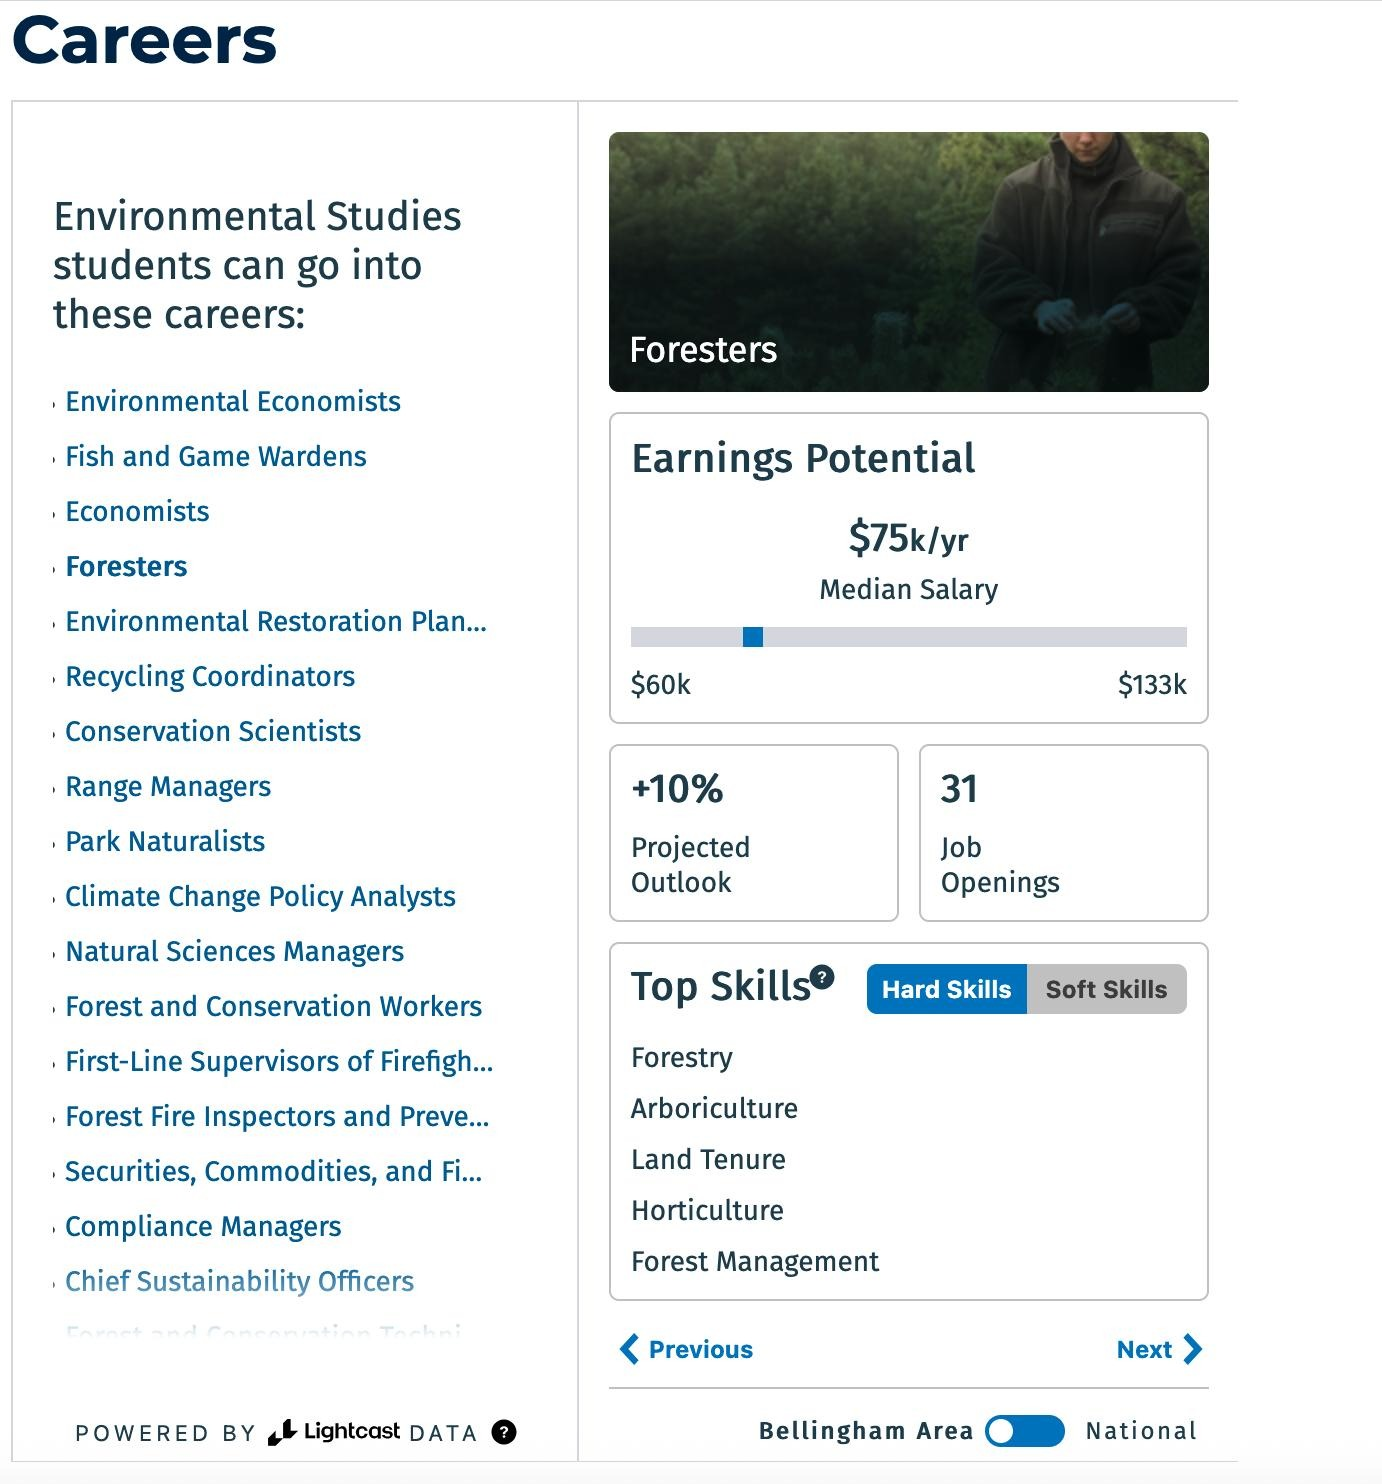 Careers
Environmental Studies
students can go into
these careers:
Environmental Economists
Fish and Game Wardens
Economists
Foresters
Environmental Restoration Plan...
Recycling Coordinators
Conservation Scientists
Range Managers
Park Naturalists
Climate Change Policy Analysts
Natural Sciences Managers
Forest and Conservation Workers
First-Line Supervisors of Firefigh...
Forest Fire Inspectors and Preve...
Securities, Commodities, and Fi...
Compliance Managers
Chief Sustainability Officers
Forest and Conservation Techni
POWERED BY Lightcast DATA ?
Foresters
Earnings Potential
$75k/yr
Median Salary
$60k $133k
+10%
Projected
Outlook
31
Job
Openings
Top Skills ? Hard Skills Soft Skills
Forestry
Arboriculture
Land Tenure
Horticulture
Forest Management
Previous Next
Bellingham Area National